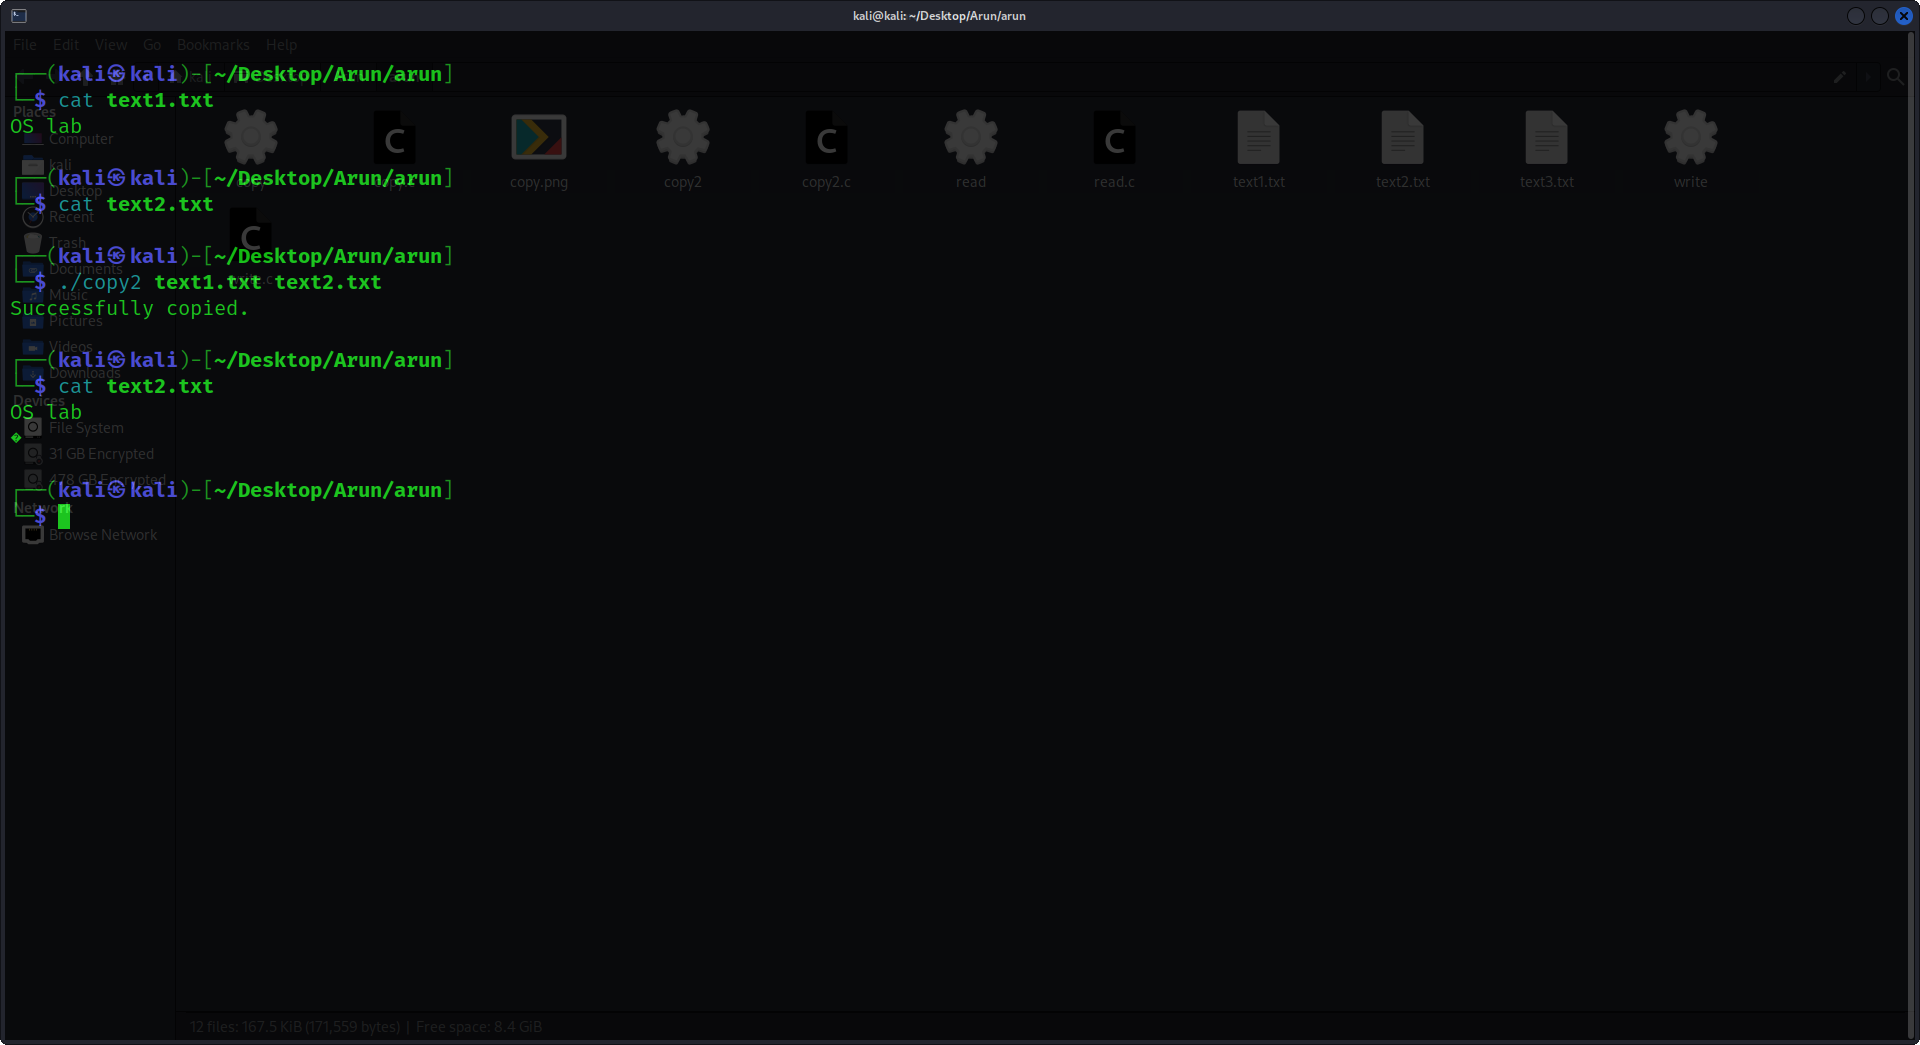 kali@kali: ~/Desktop/Arun/arun
File Edit View Go Bookmarks Help
┌──(kali㉿kali)-[~/Desktop/Arun/arun]
└─$ cat text1.txt
OS lab
┌──(kali㉿kali)-[~/Desktop/Arun/arun]
└─$ cat text2.txt
┌──(kali㉿kali)-[~/Desktop/Arun/arun]
└─$ ./copy2 text1.txt text2.txt
Successfully copied.
┌──(kali㉿kali)-[~/Desktop/Arun/arun]
└─$ cat text2.txt
OS lab
�
┌──(kali㉿kali)-[~/Desktop/Arun/arun]
└─$
Places
Computer
kali
Desktop
Recent
Trash
Documents
Music
Pictures
Videos
Downloads
Devices
File System
31 GB Encrypted
478 GB Encrypted
Network
Browse Network
copy.png
copy2
copy2.c
read
read.c
text1.txt
text2.txt
text3.txt
write
12 files: 167.5 KiB (171,559 bytes) | Free space: 8.4 GiB